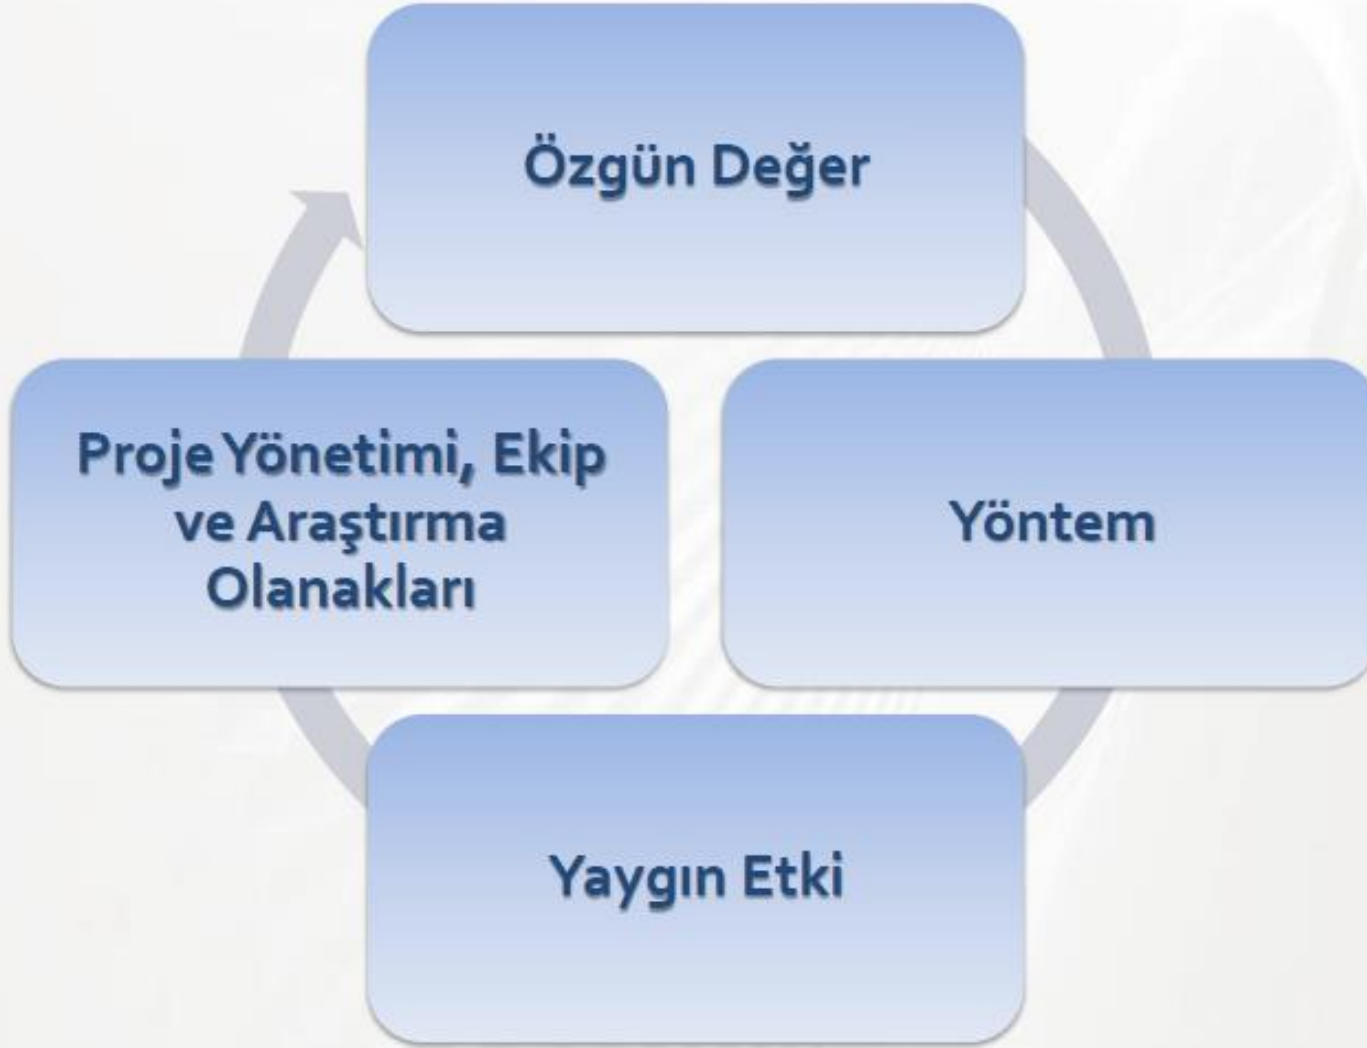 Özgün Değer
Proje Yönetimi, Ekip
ve Araştırma
Olanakları
Yöntem
Yaygın Etki